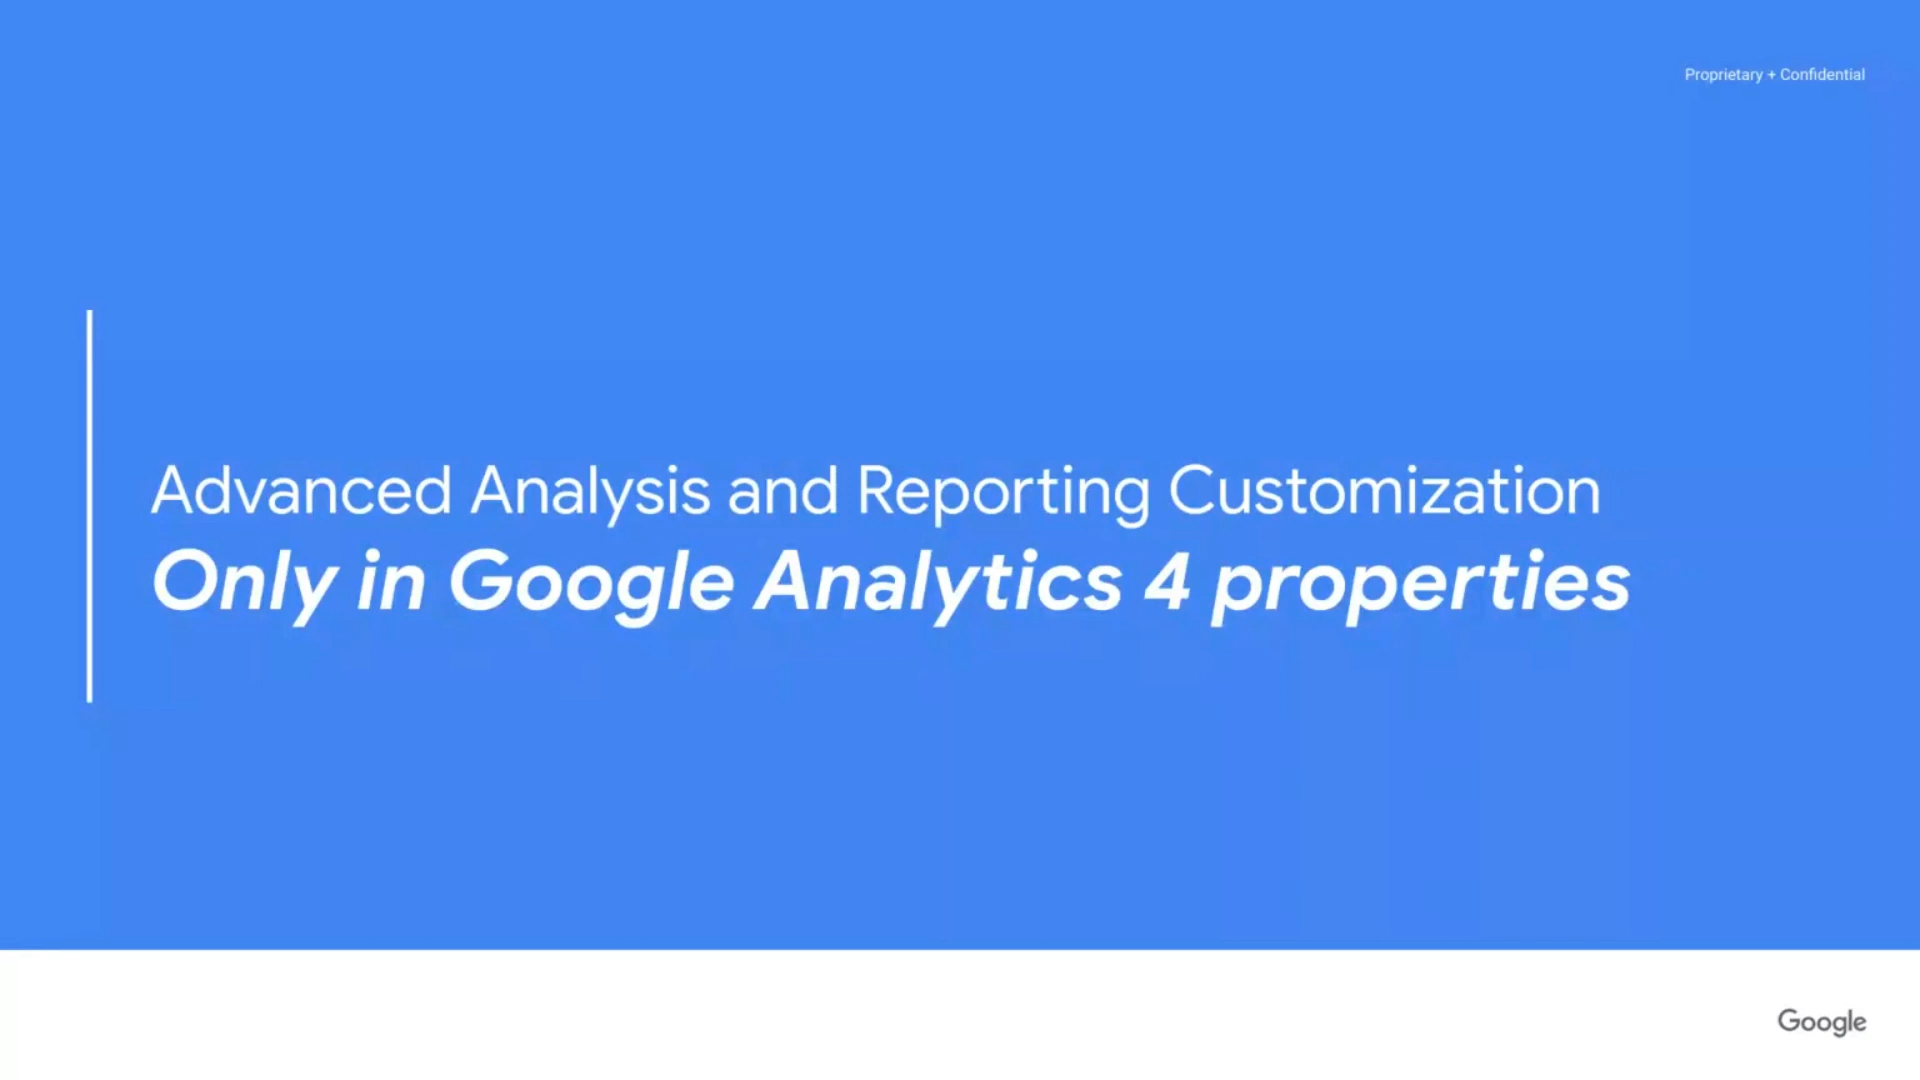 Proprietary + Confidential
Advanced Analysis and Reporting Customization
Only in Google Analytics 4 properties
Google